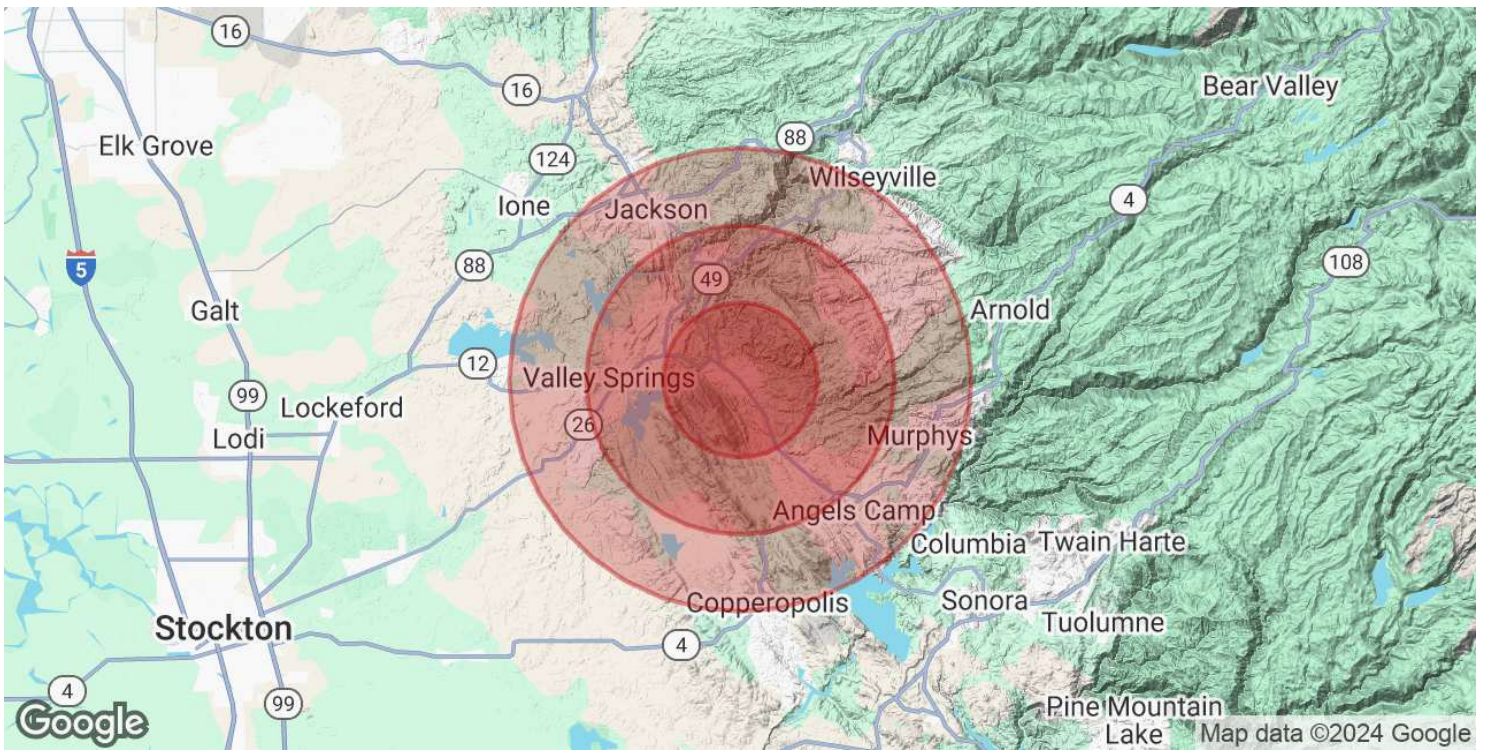 16
16
Bear Valley
Elk Grove
88
124
Wilseyville
4
Ione
Jackson
108
5
88
49
Galt
Arnold
12
Valley Springs
99
Lockeford
26
Lodi
Murphys
Angels Camp
Columbia
Twain Harte
Copperopolis
Sonora
Stockton
Tuolumne
4
4
99
Pine Mountain
Lake
Google
Map data ©2024 Google